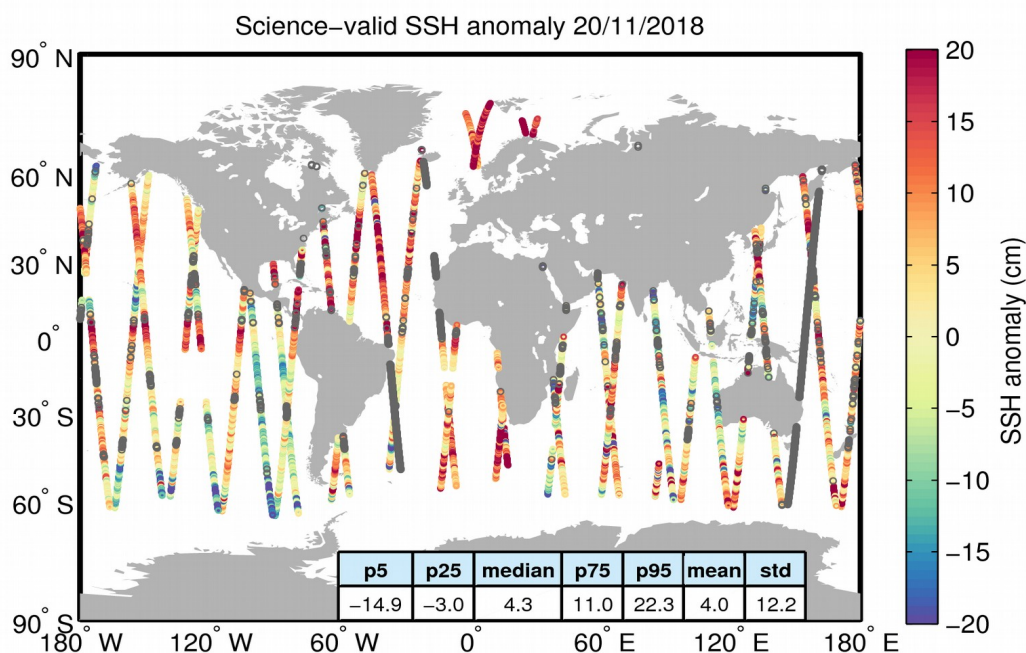 Science−valid SSH anomaly 20/11/2018
90° N
60° N
30° N
0°
30° S
60° S
90° S
180° W
120° W
60° W
0°
60° E
120° E
180° E
p5 p25 median p75 p95 mean std
−14.9 −3.0 4.3 11.0 22.3 4.0 12.2
20
15
10
5
0
−5
−10
−15
−20
SSH anomaly (cm)